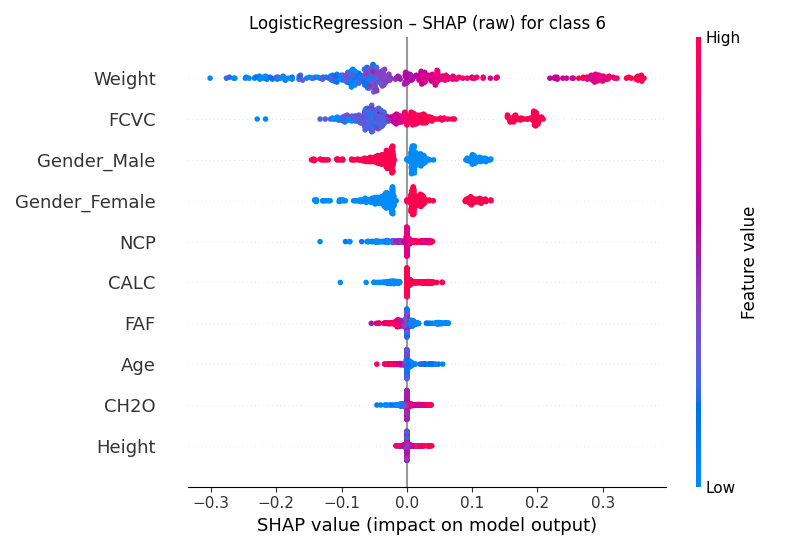 LogisticRegression – SHAP (raw) for class 6
High
Weight
FCVC
Gender_Male
Gender_Female
NCP
CALC
FAF
Age
CH2O
Height
Feature value
Low
−0.3 −0.2 −0.1 0.0 0.1 0.2 0.3
SHAP value (impact on model output)